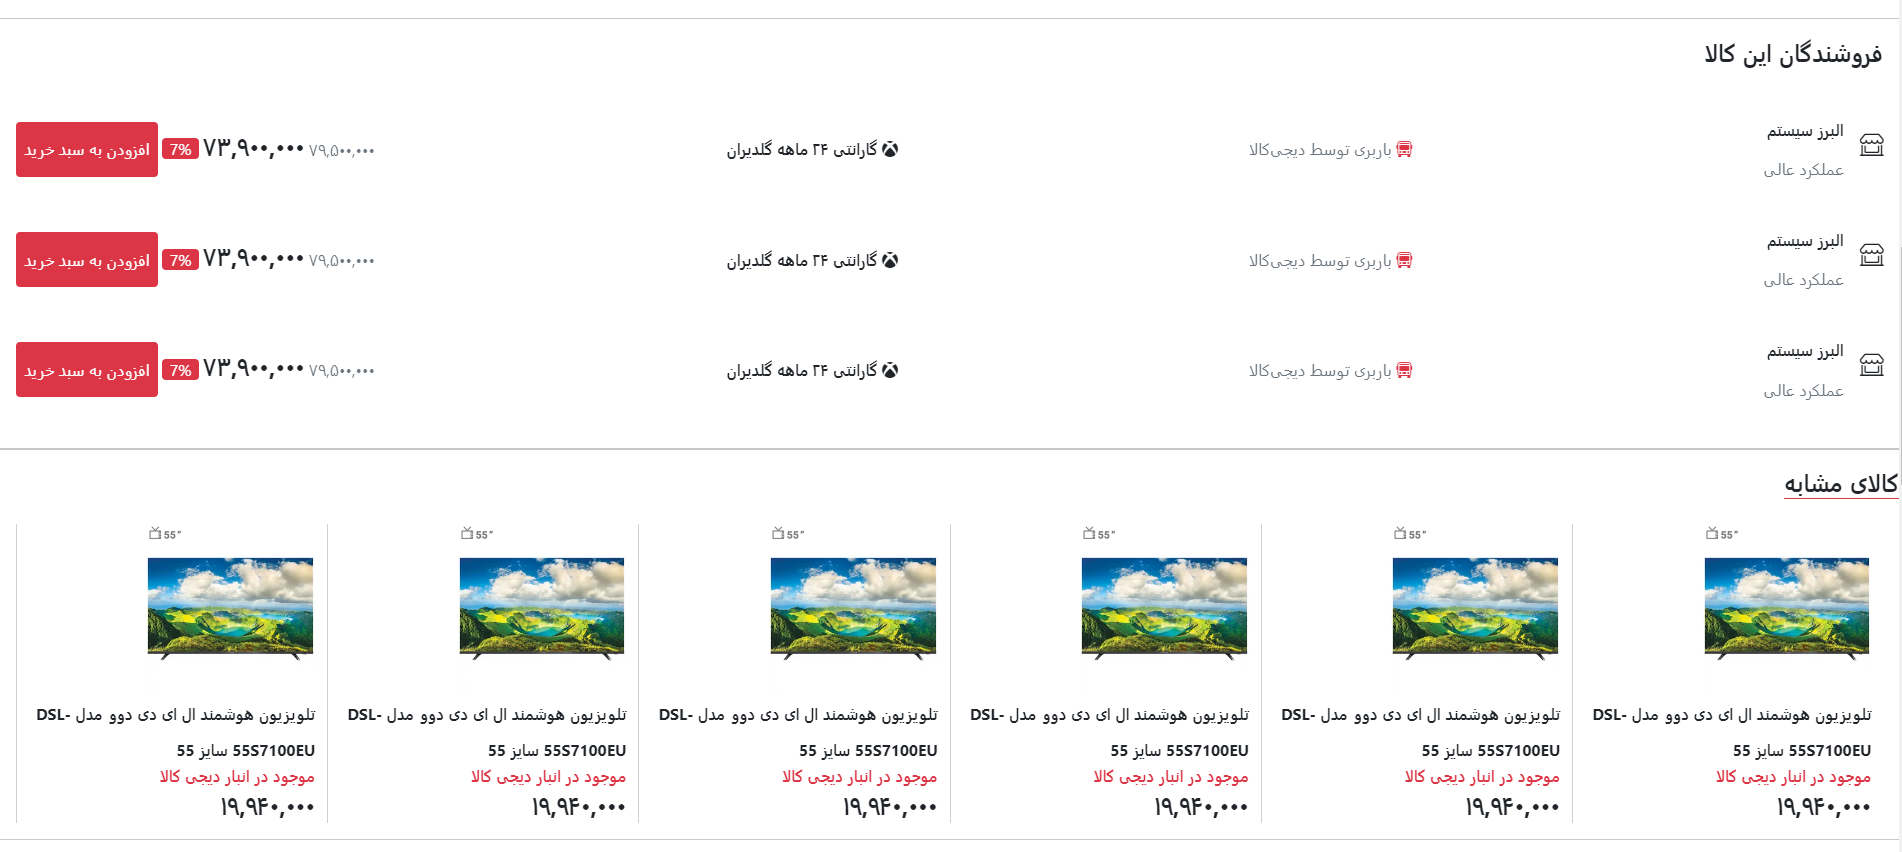 فروشندگان این کالا
البرز سیستم
عملکرد عالی
باربری توسط دیجی‌کالا
گارانتی ۲۴ ماهه گلدیران
۷۹,۵۰۰,۰۰۰ ۷۳,۹۰۰,۰۰۰ 7%
افزودن به سبد خرید
البرز سیستم
عملکرد عالی
باربری توسط دیجی‌کالا
گارانتی ۲۴ ماهه گلدیران
۷۹,۵۰۰,۰۰۰ ۷۳,۹۰۰,۰۰۰ 7%
افزودن به سبد خرید
البرز سیستم
عملکرد عالی
باربری توسط دیجی‌کالا
گارانتی ۲۴ ماهه گلدیران
۷۹,۵۰۰,۰۰۰ ۷۳,۹۰۰,۰۰۰ 7%
افزودن به سبد خرید
کالای مشابه
55"
تلویزیون هوشمند ال ای دی دوو مدل DSL-
55S7100EU سایز 55
موجود در انبار دیجی کالا
۱۹,۹۴۰,۰۰۰
55"
تلویزیون هوشمند ال ای دی دوو مدل DSL-
55S7100EU سایز 55
موجود در انبار دیجی کالا
۱۹,۹۴۰,۰۰۰
55"
تلویزیون هوشمند ال ای دی دوو مدل DSL-
55S7100EU سایز 55
موجود در انبار دیجی کالا
۱۹,۹۴۰,۰۰۰
55"
تلویزیون هوشمند ال ای دی دوو مدل DSL-
55S7100EU سایز 55
موجود در انبار دیجی کالا
۱۹,۹۴۰,۰۰۰
55"
تلویزیون هوشمند ال ای دی دوو مدل DSL-
55S7100EU سایز 55
موجود در انبار دیجی کالا
۱۹,۹۴۰,۰۰۰
55"
تلویزیون هوشمند ال ای دی دوو مدل DSL-
55S7100EU سایز 55
موجود در انبار دیجی کالا
۱۹,۹۴۰,۰۰۰